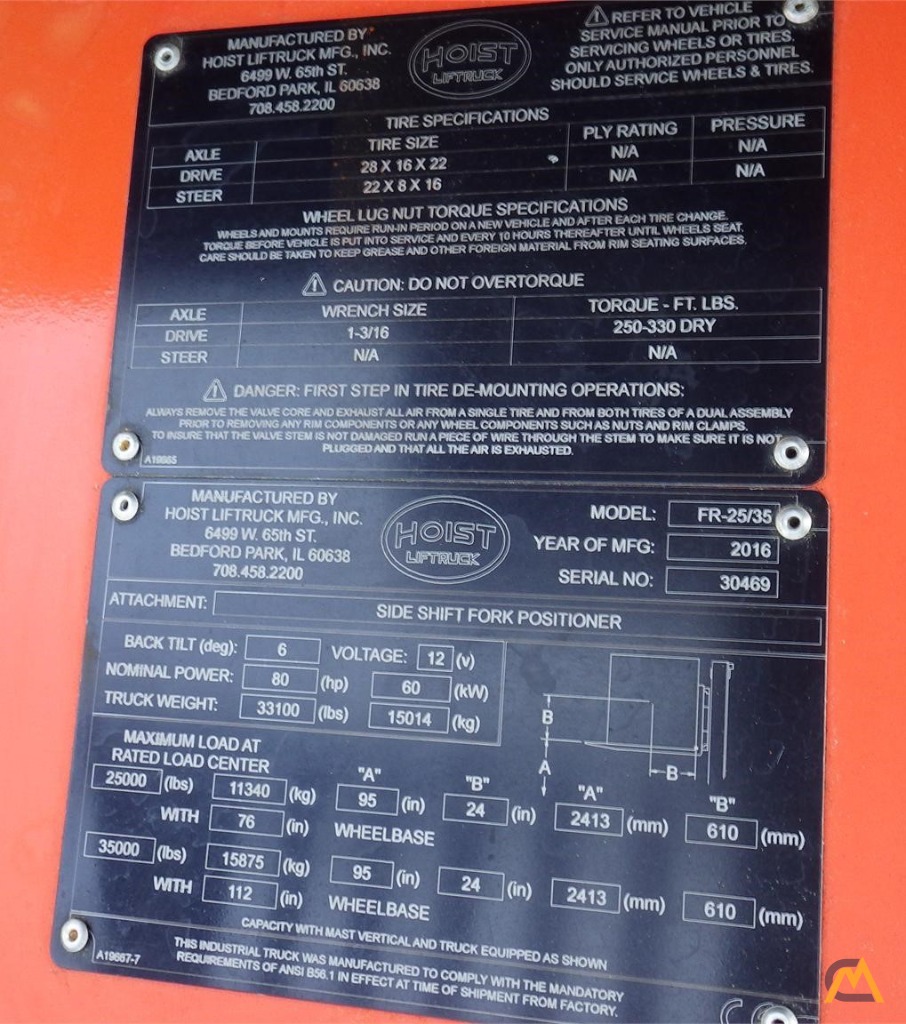 MANUFACTURED BY
HOIST LIFTRUCK MFG., INC.
6499 W. 65th ST.
BEDFORD PARK, IL 60638
708.458.2200
HOIST
LIFTRUCK
REFER TO VEHICLE
SERVICE MANUAL PRIOR TO
SERVICING WHEELS OR TIRES.
ONLY AUTHORIZED PERSONNEL
SHOULD SERVICE WHEELS & TIRES.
TIRE SPECIFICATIONS
AXLE TIRE SIZE PLY RATING PRESSURE
DRIVE 28 X 16 X 22 N/A N/A
STEER 22 X 8 X 16 N/A N/A
WHEEL LUG NUT TORQUE SPECIFICATIONS
WHEELS AND MOUNTS REQUIRE RUN-IN PERIOD ON A NEW VEHICLE AND AFTER EACH TIRE CHANGE.
TORQUE BEFORE VEHICLE IS PUT INTO SERVICE AND EVERY 10 HOURS THEREAFTER UNTIL WHEELS SEAT.
CARE SHOULD BE TAKEN TO KEEP GREASE AND OTHER FOREIGN MATERIAL FROM RIM SEATING SURFACES.
CAUTION: DO NOT OVERTORQUE
AXLE WRENCH SIZE TORQUE - FT. LBS.
DRIVE 1-3/16 250-330 DRY
STEER N/A N/A
DANGER: FIRST STEP IN TIRE DE-MOUNTING OPERATIONS:
ALWAYS REMOVE THE VALVE CORE AND EXHAUST ALL AIR FROM A SINGLE TIRE AND FROM BOTH TIRES OF A DUAL ASSEMBLY
PRIOR TO REMOVING ANY RIM COMPONENTS OR ANY WHEEL COMPONENTS SUCH AS NUTS AND RIM CLAMPS.
TO INSURE THAT THE VALVE STEM IS NOT DAMAGED RUN A PIECE OF WIRE THROUGH THE STEM TO MAKE SURE IT IS NOT
PLUGGED AND THAT ALL THE AIR IS EXHAUSTED.
A19665
MANUFACTURED BY
HOIST LIFTRUCK MFG., INC.
6499 W. 65th ST.
BEDFORD PARK, IL 60638
708.458.2200
HOIST
LIFTRUCK
MODEL: FR-25/35
YEAR OF MFG: 2016
SERIAL NO: 30469
ATTACHMENT: SIDE SHIFT FORK POSITIONER
BACK TILT (deg): 6 VOLTAGE: 12 (v)
NOMINAL POWER: 80 (hp) 60 (kW)
TRUCK WEIGHT: 33100 (lbs) 15014 (kg)
B
A
B
MAXIMUM LOAD AT
RATED LOAD CENTER "A" "B" "A" "B"
25000 (lbs) 11340 (kg) 95 (in) 24 (in) 2413 (mm) 610 (mm)
WITH 76 (in) WHEELBASE
35000 (lbs) 15875 (kg) 95 (in) 24 (in) 2413 (mm) 610 (mm)
WITH 112 (in) WHEELBASE
CAPACITY WITH MAST VERTICAL AND TRUCK EQUIPPED AS SHOWN
THIS INDUSTRIAL TRUCK WAS MANUFACTURED TO COMPLY WITH THE MANDATORY
REQUIREMENTS OF ANSI B56.1 IN EFFECT AT TIME OF SHIPMENT FROM FACTORY.
A19667-7